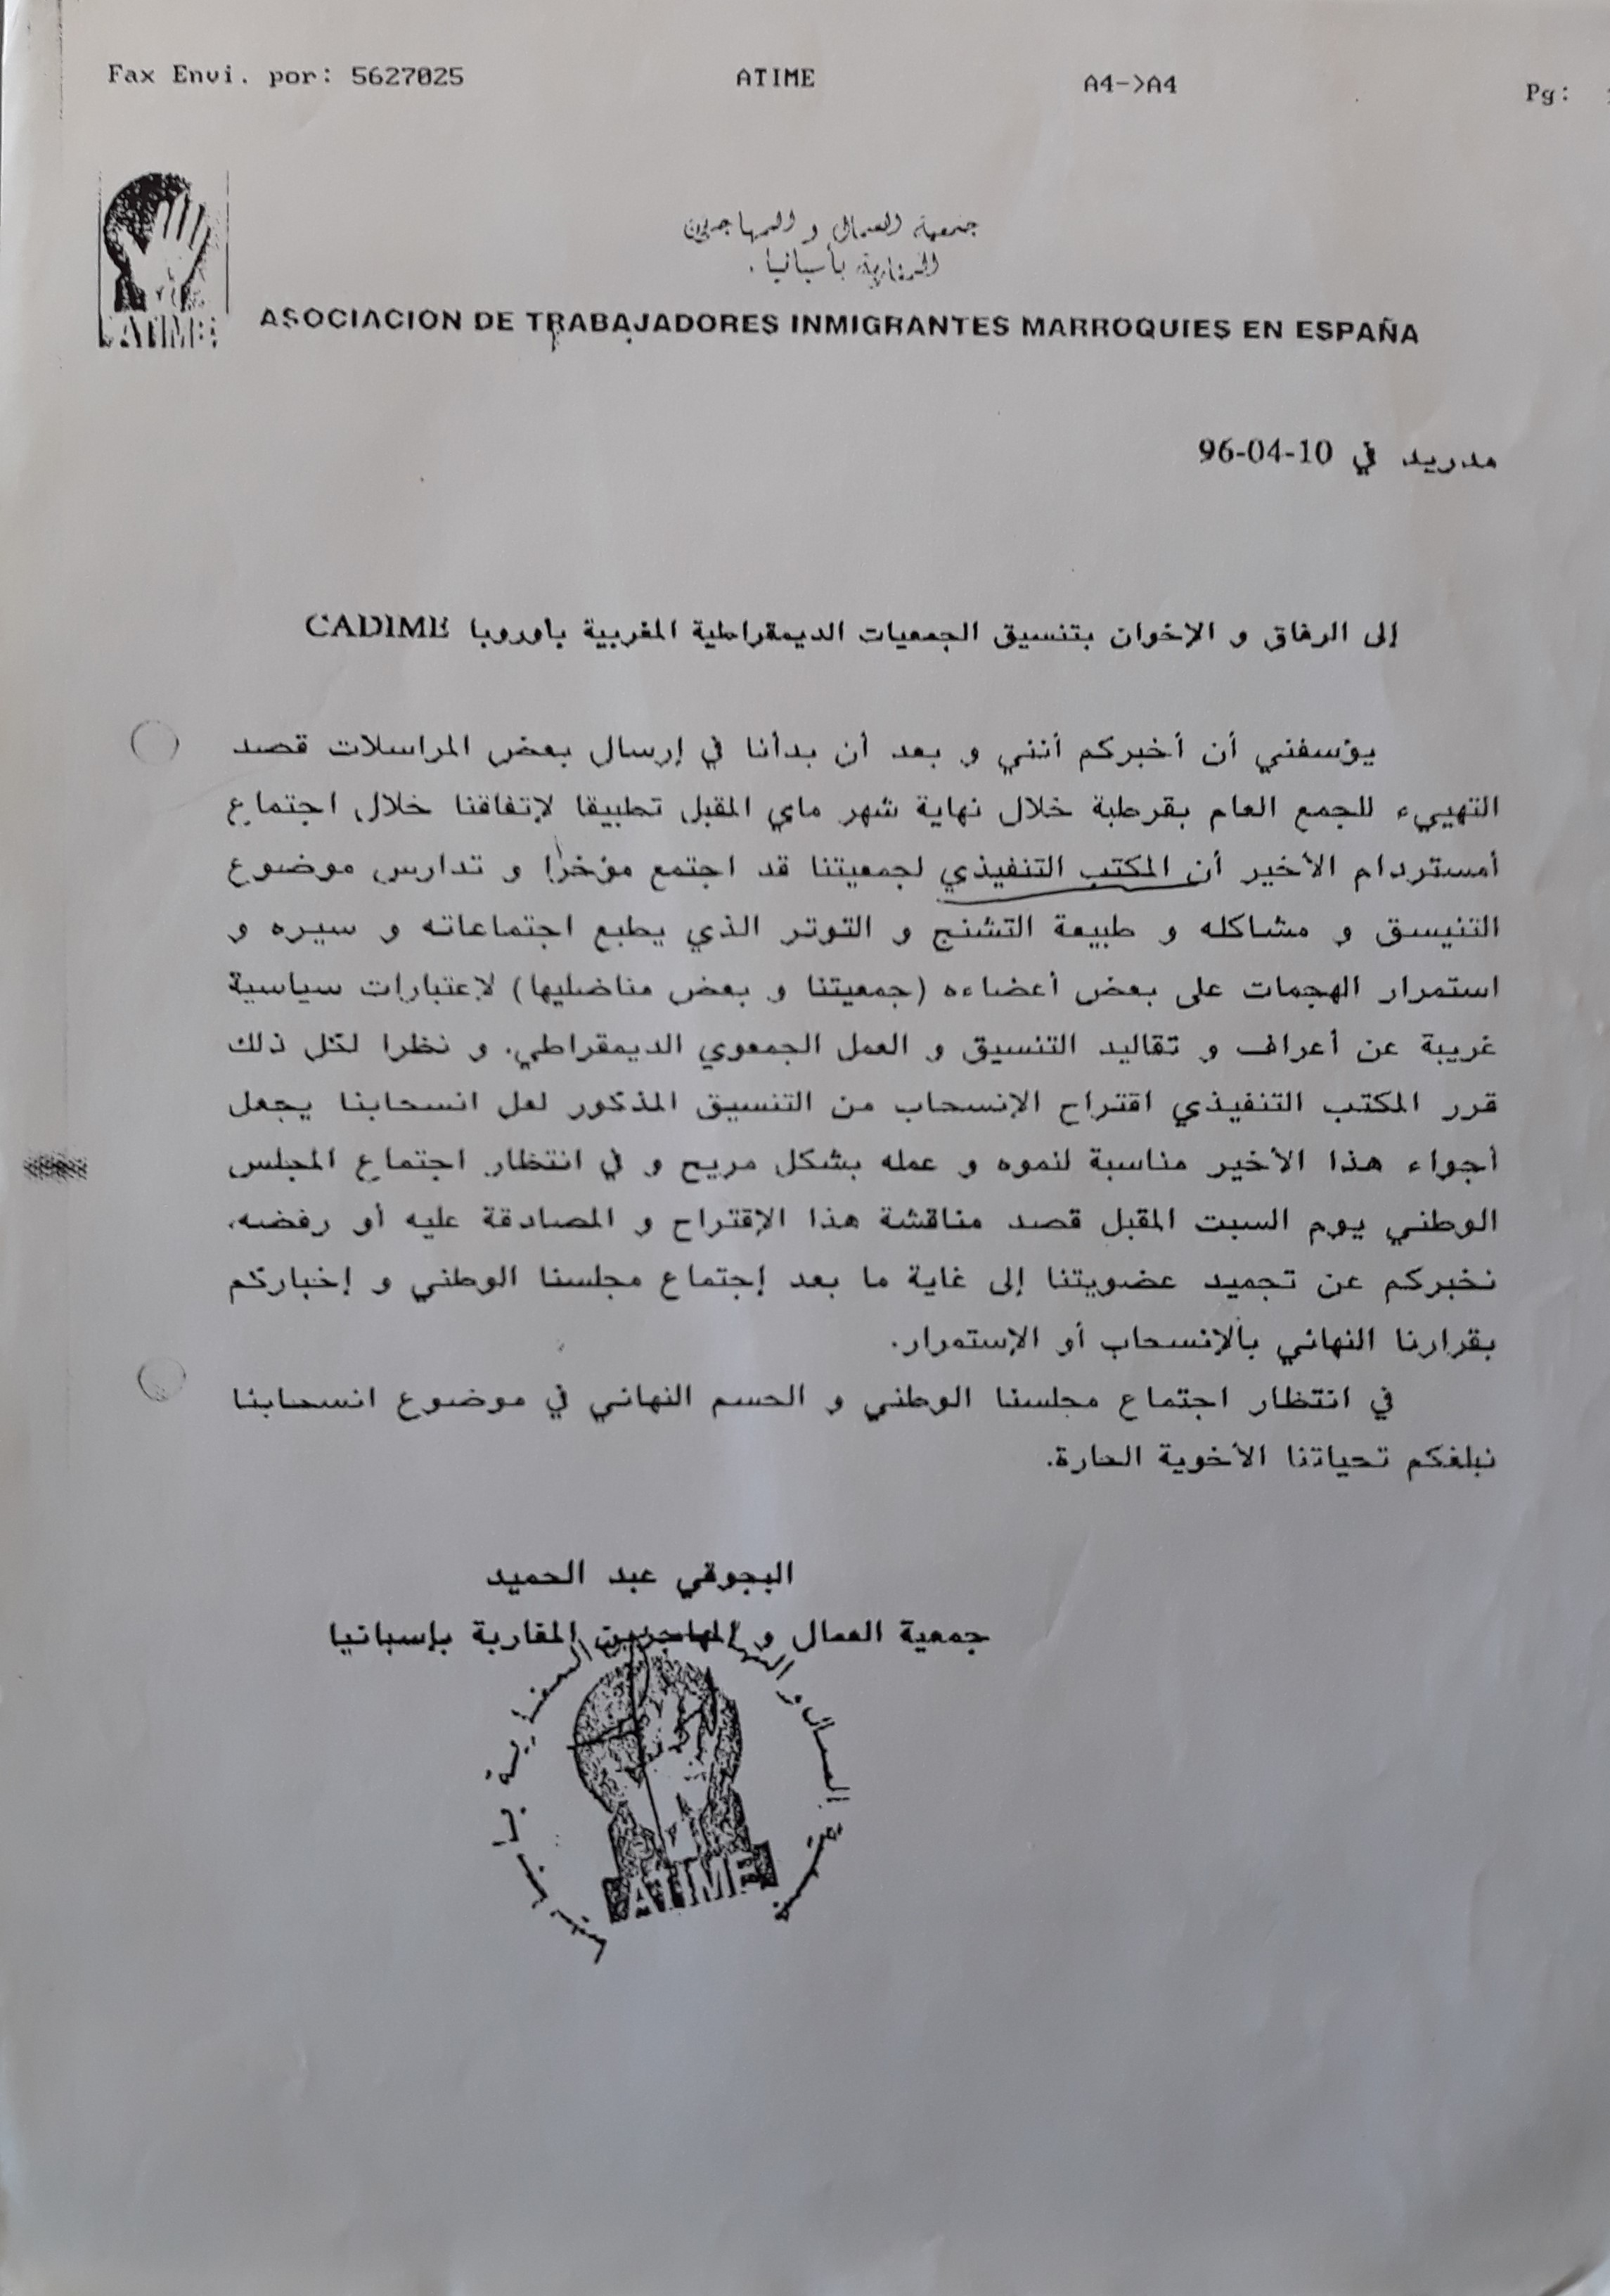 Fax Envi. por: 5627025 ATIME A4->A4 Pg:
جمعية العمال و المهاجرين
المغاربة بأسبانيا.
ATIME
ASOCIACION DE TRABAJADORES INMIGRANTES MARROQUIES EN ESPAÑA
مدريد في 10-04-96
إلى الرفاق و الإخوان بتنسيق الجمعيات الديمقراطية المغربية باوروبا CADIME
يؤسفني أن أخبركم أنني و بعد أن بدأنا في إرسال بعض المراسلات قصد
التهييء للجمع العام بقرطبة خلال نهاية شهر ماي المقبل تطبيقا لإتفاقنا خلال اجتماع
أمستردام الأخير أن المكتب التنفيذي لجمعيتنا قد اجتمع مؤخرا و تدارس موضوع
التنيسق و مشاكله و طبيعة التشنج و التوتر الذي يطبع اجتماعاته و سيره و
استمرار الهجمات على بعض أعضاءه (جمعيتنا و بعض مناضليها) لإعتبارات سياسية
غريبة عن أعراف و تقاليد التنسيق و العمل الجمعوي الديمقراطي. و نظرا لكل ذلك
قرر المكتب التنفيذي اقتراح الإنسحاب من التنسيق المذكور لعل انسحابنا يجعل
أجواء هذا الأخير مناسبة لنموه و عمله بشكل مريح و في انتظار اجتماع المجلس
الوطني يوم السبت المقبل قصد مناقشة هذا الإقتراح و المصادقة عليه أو رفضه،
نخبركم عن تجميد عضويتنا إلى غاية ما بعد إجتماع مجلسنا الوطني و إخباركم
بقرارنا النهائي بالإنسحاب أو الإستمرار.
في انتظار اجتماع مجلسنا الوطني و الحسم النهائي في موضوع انسحابنا
نبلغكم تحياتنا الأخوية الحارة.
البجوقي عبد الحميد
جمعية العمال و المهاجرين المغاربة بإسبانيا
جمعية العمال و المهاجرين المغاربة بإسبانيا
ATIME